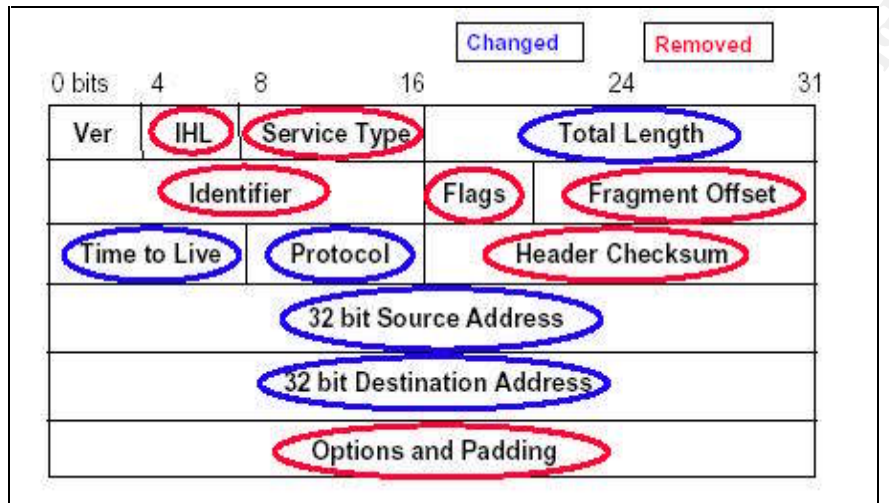 Changed Removed
0 bits 4 8 16 24 31
Ver IHL Service Type Total Length
Identifier Flags Fragment Offset
Time to Live Protocol Header Checksum
32 bit Source Address
32 bit Destination Address
Options and Padding